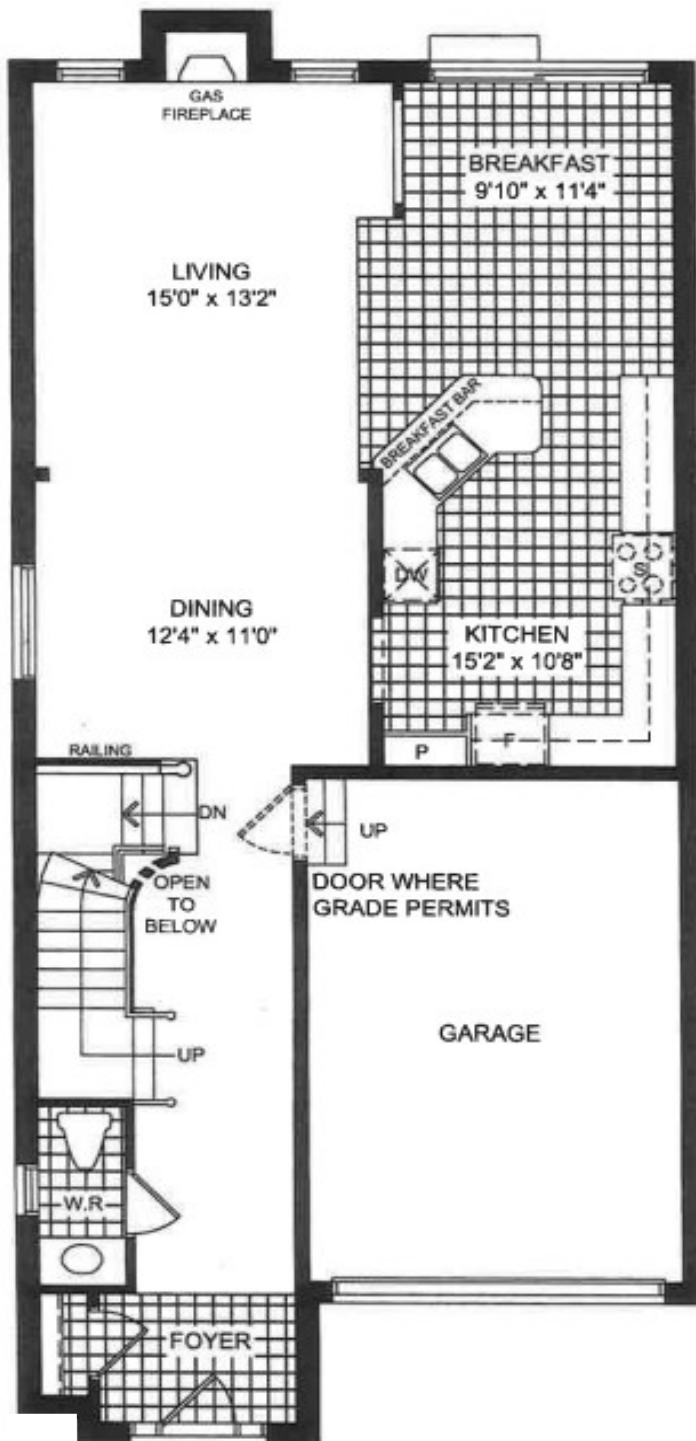 GAS
FIREPLACE
BREAKFAST
9'10" x 11'4"
LIVING
15'0" x 13'2"
BREAKFAST BAR
DW
S
DINING
12'4" x 11'0"
KITCHEN
15'2" x 10'8"
RAILING
P
F
DN
UP
OPEN
TO
BELOW
DOOR WHERE
GRADE PERMITS
GARAGE
UP
W.R
FOYER